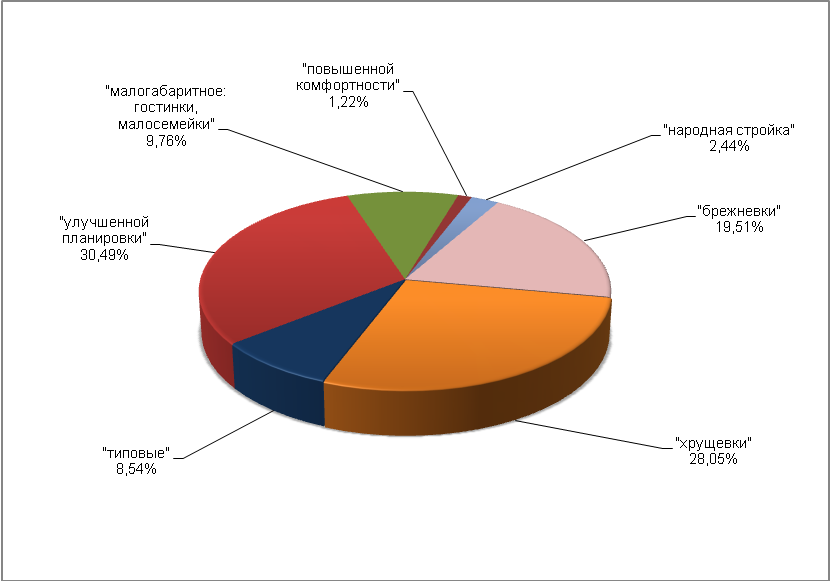 "повышенной
комфортности"
1,22%
"малогабаритное:
гостинки,
малосемейки"
9,76%
"народная стройка"
2,44%
"брежневки"
19,51%
"улучшенной
планировки"
30,49%
"типовые"
8,54%
"хрущевки"
28,05%